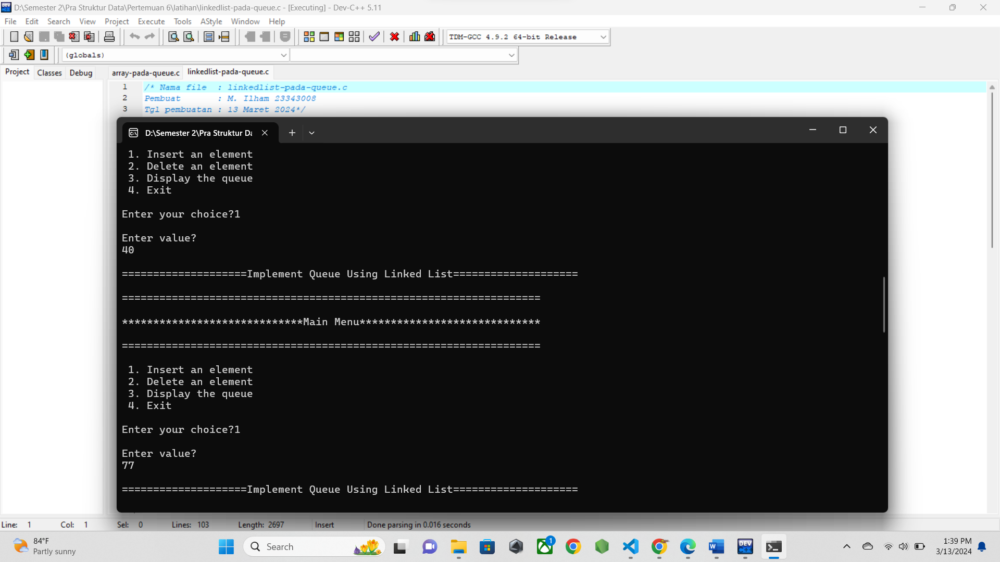 D:\Semester 2\Pra Struktur Data\Pertemuan 6\latihan\linkedlist-pada-queue.c - [Executing] - Dev-C++ 5.11
File Edit Search View Project Execute Tools AStyle Window Help
TDM-GCC 4.9.2 64-bit Release
(globals)
Project Classes Debug array-pada-queue.c linkedlist-pada-queue.c
1 /* Nama file : linkedlist-pada-queue.c
2 Pembuat : M. Ilham 23343008
3 Tgl pembuatan : 13 Maret 2024*/
D:\Semester 2\Pra Struktur Da
1. Insert an element
2. Delete an element
3. Display the queue
4. Exit
Enter your choice?1
Enter value?
40
====================Implement Queue Using Linked List====================
===================================================================
*****************************Main Menu*****************************
===================================================================
1. Insert an element
2. Delete an element
3. Display the queue
4. Exit
Enter your choice?1
Enter value?
77
====================Implement Queue Using Linked List====================
Line: 1 Col: 1 Sel: 0 Lines: 103 Length: 2697 Insert Done parsing in 0.016 seconds
84°F
Partly sunny
Search
1
DEV
C++
1:39 PM
3/13/2024